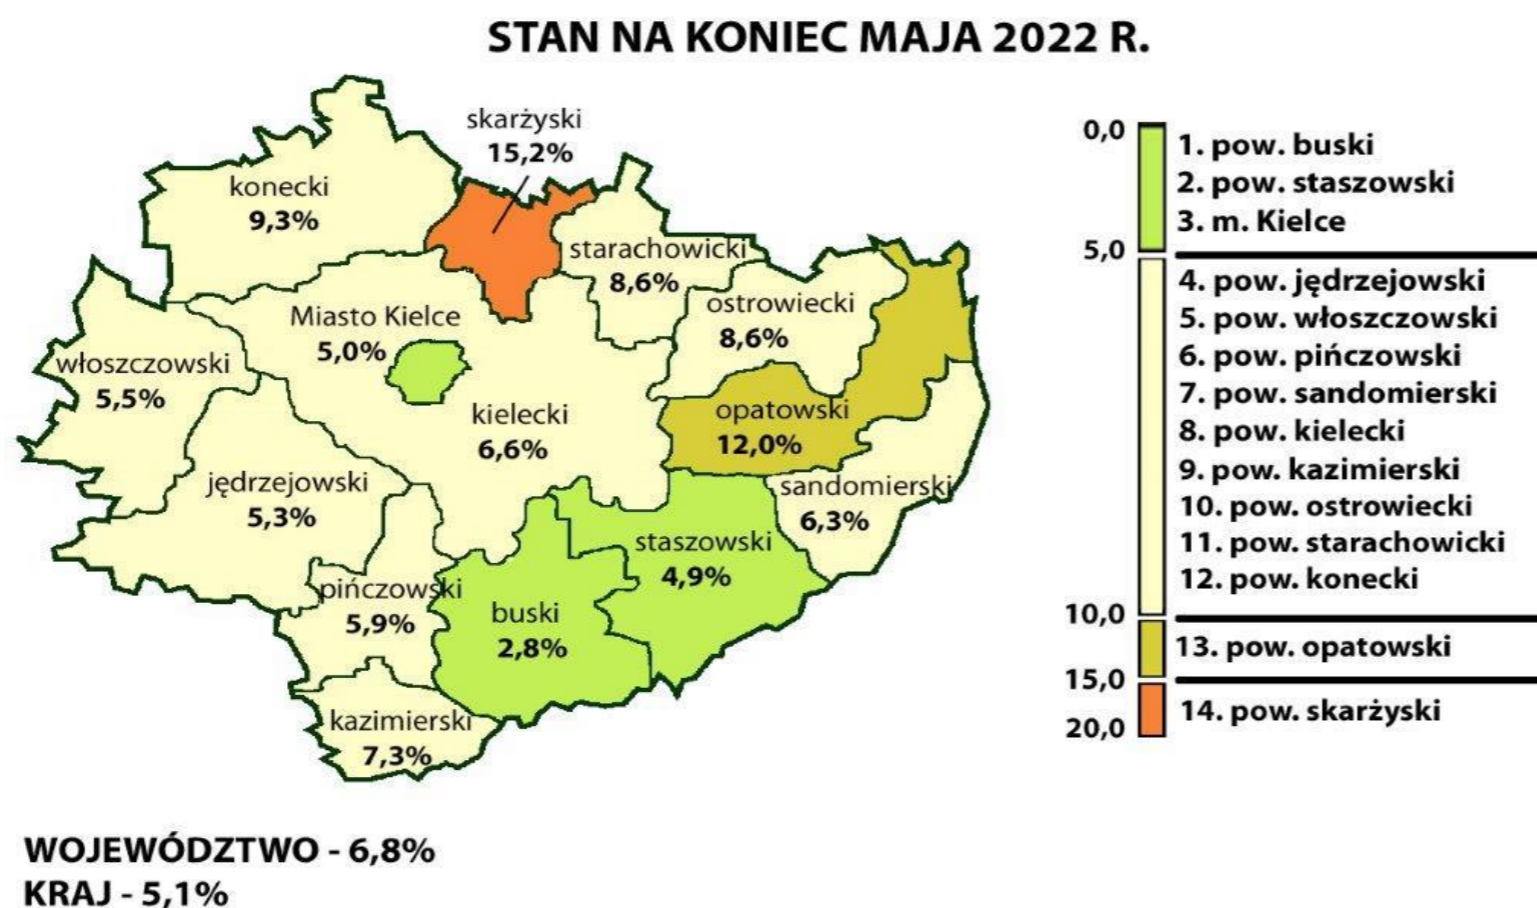 STAN NA KONIEC MAJA 2022 R.
skarżyski
15,2%
konecki
9,3%
starachowicki
8,6%
ostrowiecki
8,6%
Miasto Kielce
5,0%
włoszczowski
5,5%
kielecki
6,6%
opatowski
12,0%
jędrzejowski
5,3%
sandomierski
6,3%
staszowski
4,9%
pińczowski
5,9%
buski
2,8%
kazimierski
7,3%
0,0
1. pow. buski
2. pow. staszowski
3. m. Kielce
5,0
4. pow. jędrzejowski
5. pow. włoszczowski
6. pow. pińczowski
7. pow. sandomierski
8. pow. kielecki
9. pow. kazimierski
10. pow. ostrowiecki
11. pow. starachowicki
12. pow. konecki
10,0
13. pow. opatowski
15,0
14. pow. skarżyski
20,0
WOJEWÓDZTWO - 6,8%
KRAJ - 5,1%